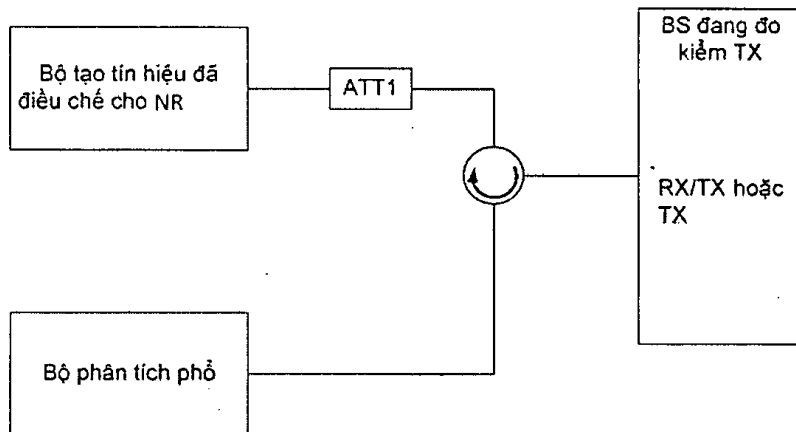 Bộ tạo tín hiệu đã
điều chế cho NR
ATT1
BS đang đo
kiểm TX
RX/TX hoặc
TX
Bộ phân tích phổ